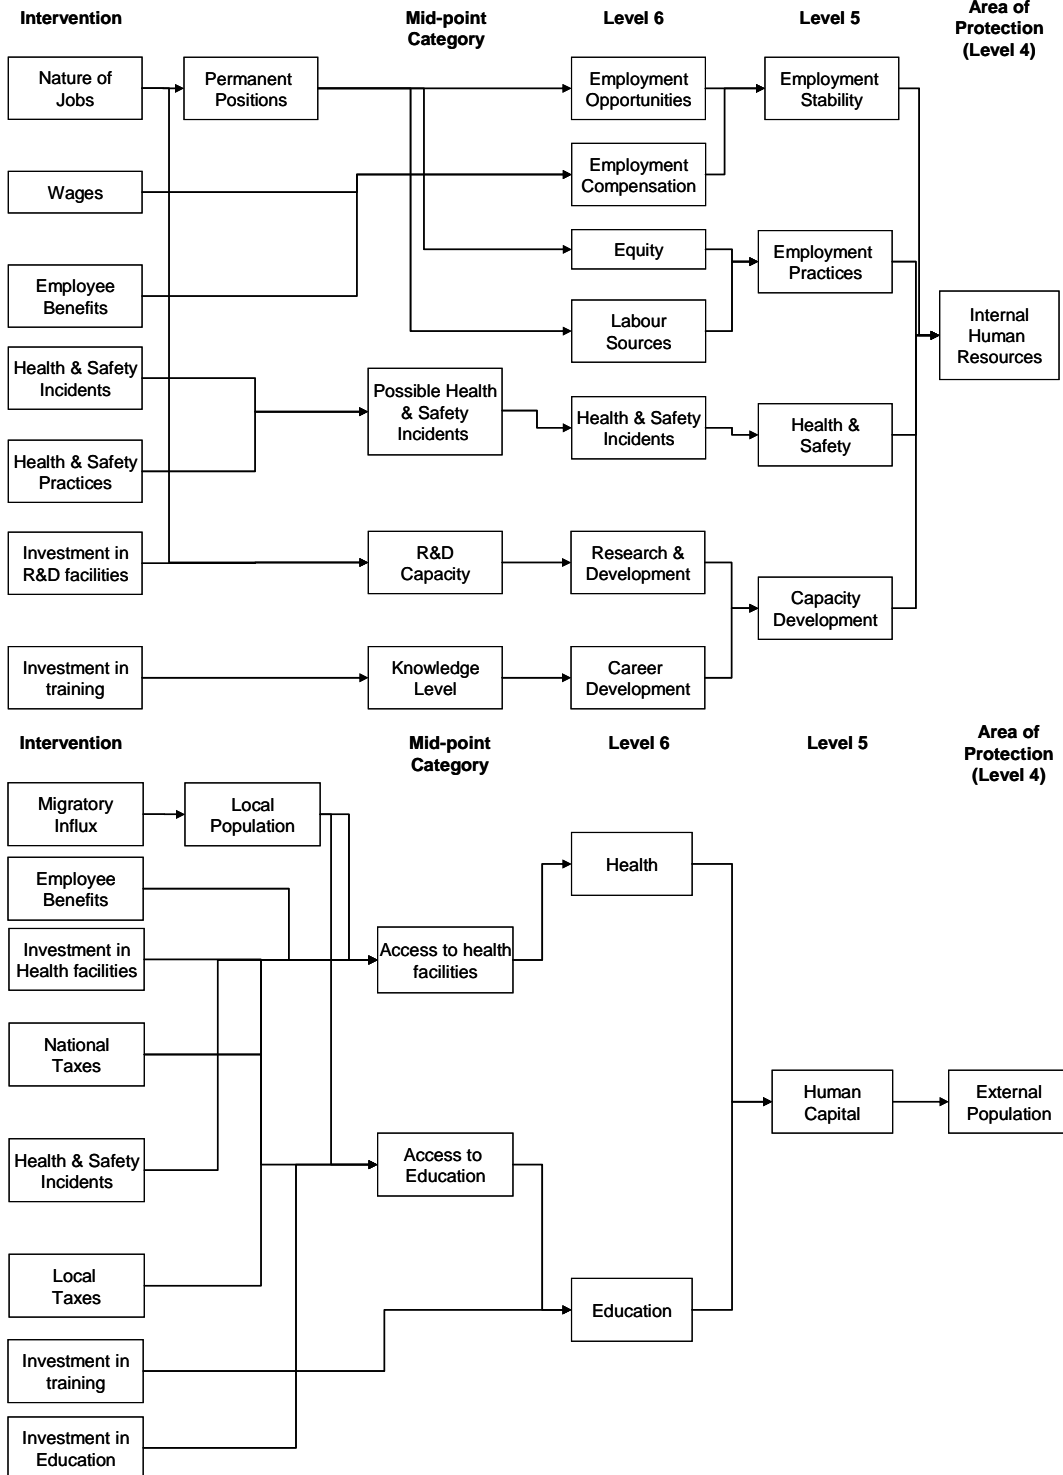 Intervention
Mid-point
Category
Level 6
Level 5
Area of
Protection
(Level 4)
Nature of
Jobs
Permanent
Positions
Employment
Opportunities
Employment
Stability
Wages
Employment
Compensation
Employee
Benefits
Equity
Employment
Practices
Labour
Sources
Internal
Human
Resources
Health & Safety
Incidents
Possible Health
& Safety
Incidents
Health & Safety
Incidents
Health &
Safety
Health & Safety
Practices
Investment in
R&D facilities
R&D
Capacity
Research &
Development
Capacity
Development
Investment in
training
Knowledge
Level
Career
Development
Intervention
Mid-point
Category
Level 6
Level 5
Area of
Protection
(Level 4)
Migratory
Influx
Local
Population
Health
Employee
Benefits
Investment in
Health facilities
Access to health
facilities
National
Taxes
Human
Capital
External
Population
Health & Safety
Incidents
Access to
Education
Local
Taxes
Education
Investment in
training
Investment in
Education